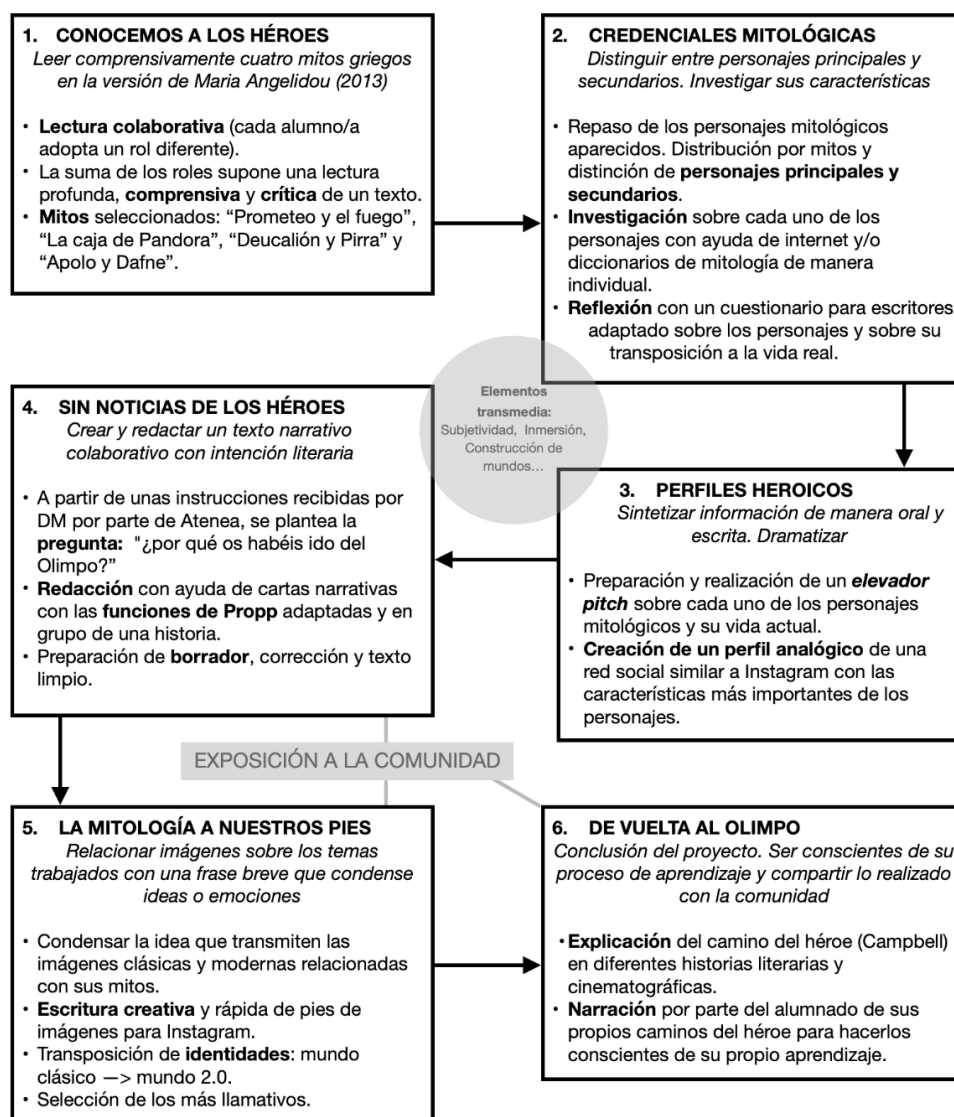 1. CONOCEMOS A LOS HÉROES
Leer comprensivamente cuatro mitos griegos
en la versión de Maria Angelidou (2013)
• Lectura colaborativa (cada alumno/a
adopta un rol diferente).
• La suma de los roles supone una lectura
profunda, comprensiva y crítica de un texto.
• Mitos seleccionados: “Prometeo y el fuego”,
“La caja de Pandora”, “Deucalión y Pirra” y
“Apolo y Dafne”.
2. CREDENCIALES MITOLÓGICAS
Distinguir entre personajes principales y
secundarios. Investigar sus características
• Repaso de los personajes mitológicos
aparecidos. Distribución por mitos y
distinción de personajes principales y
secundarios.
• Investigación sobre cada uno de los
personajes con ayuda de internet y/o
diccionarios de mitología de manera
individual.
• Reflexión con un cuestionario para escritores
adaptado sobre los personajes y sobre su
transposición a la vida real.
Elementos
transmedia:
Subjetividad, Inmersión,
Construcción de
mundos...
3. PERFILES HEROICOS
Sintetizar información de manera oral y
escrita. Dramatizar
• Preparación y realización de un elevador
pitch sobre cada uno de los personajes
mitológicos y su vida actual.
• Creación de un perfil analógico de una
red social similar a Instagram con las
características más importantes de los
personajes.
4. SIN NOTICIAS DE LOS HÉROES
Crear y redactar un texto narrativo
colaborativo con intención literaria
• A partir de unas instrucciones recibidas por
DM por parte de Atenea, se plantea la
pregunta: "¿por qué os habéis ido del
Olimpo?”
• Redacción con ayuda de cartas narrativas
con las funciones de Propp adaptadas y en
grupo de una historia.
• Preparación de borrador, corrección y texto
limpio.
EXPOSICIÓN A LA COMUNIDAD
5. LA MITOLOGÍA A NUESTROS PIES
Relacionar imágenes sobre los temas
trabajados con una frase breve que condense
ideas o emociones
• Condensar la idea que transmiten las
imágenes clásicas y modernas relacionadas
con sus mitos.
• Escritura creativa y rápida de pies de
imágenes para Instagram.
• Transposición de identidades: mundo
clásico —> mundo 2.0.
• Selección de los más llamativos.
6. DE VUELTA AL OLIMPO
Conclusión del proyecto. Ser conscientes de su
proceso de aprendizaje y compartir lo realizado
con la comunidad
• Explicación del camino del héroe (Campbell)
en diferentes historias literarias y
cinematográficas.
• Narración por parte del alumnado de sus
propios caminos del héroe para hacerlos
conscientes de su propio aprendizaje.